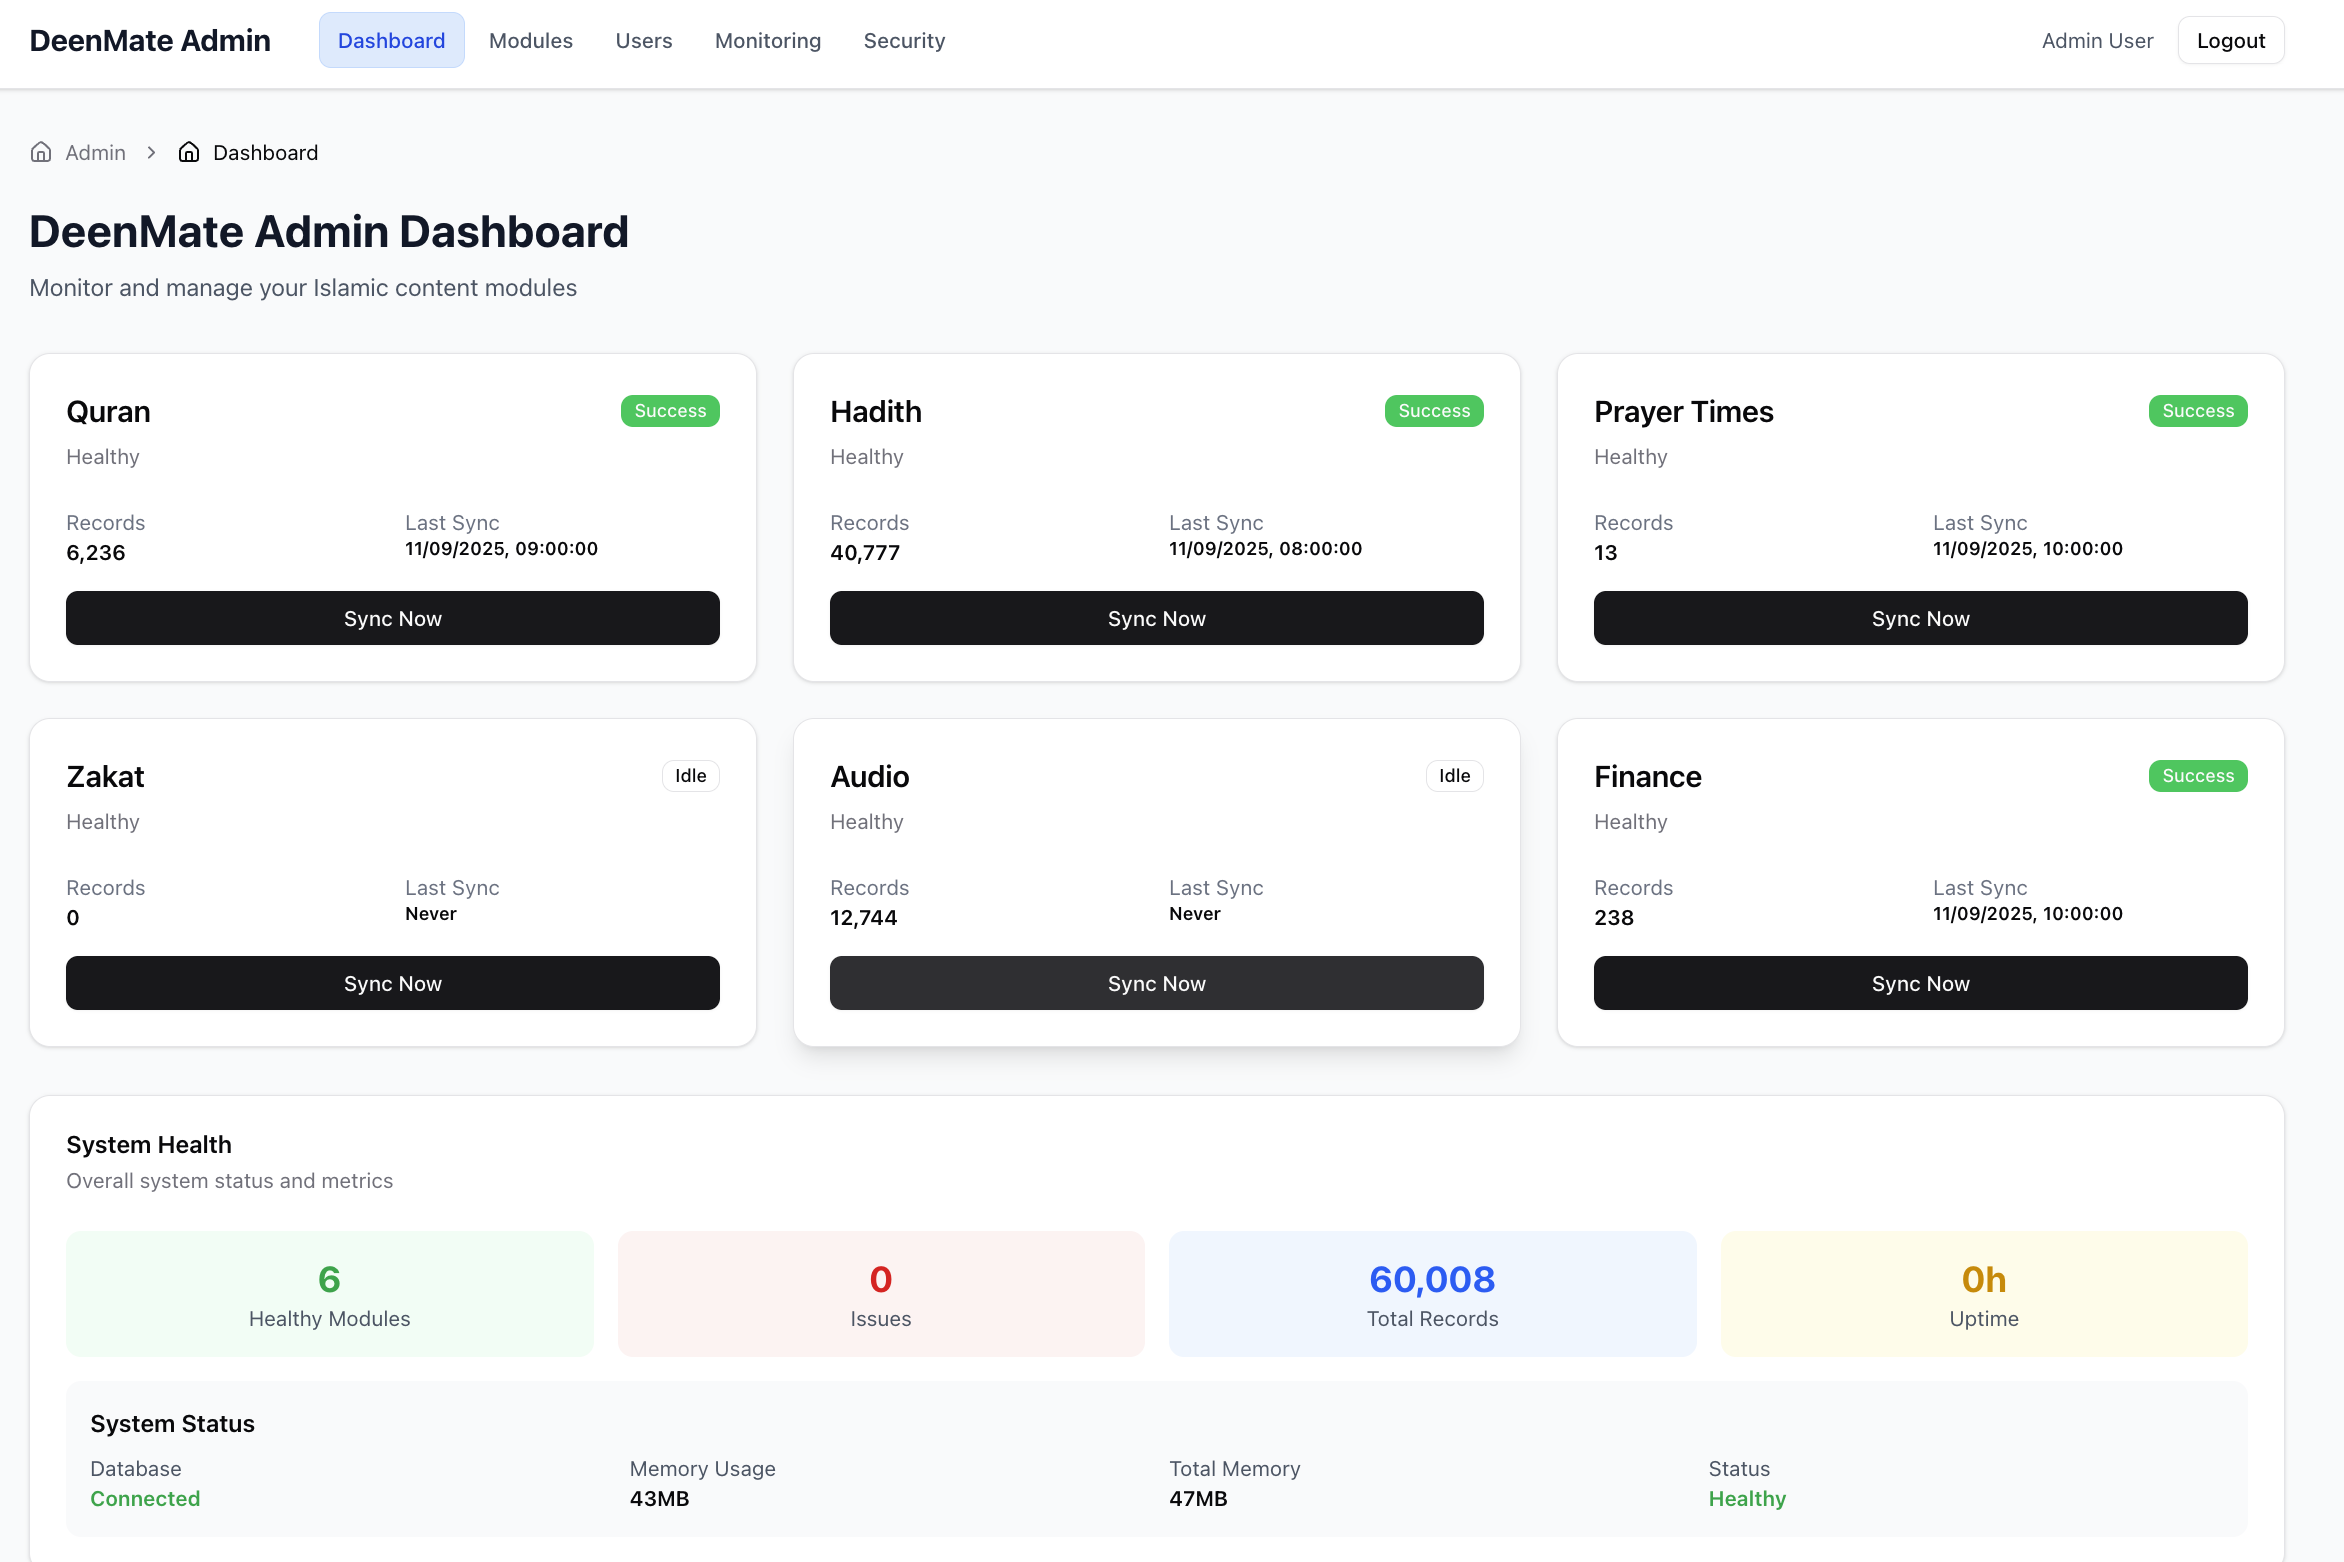 DeenMate Admin
Dashboard
Modules
Users
Monitoring
Security
Admin User
Logout
Admin
Dashboard
DeenMate Admin Dashboard
Monitor and manage your Islamic content modules
Quran
Success
Healthy
Records
6,236
Last Sync
11/09/2025, 09:00:00
Sync Now
Hadith
Success
Healthy
Records
40,777
Last Sync
11/09/2025, 08:00:00
Sync Now
Prayer Times
Success
Healthy
Records
13
Last Sync
11/09/2025, 10:00:00
Sync Now
Zakat
Idle
Healthy
Records
0
Last Sync
Never
Sync Now
Audio
Idle
Healthy
Records
12,744
Last Sync
Never
Sync Now
Finance
Success
Healthy
Records
238
Last Sync
11/09/2025, 10:00:00
Sync Now
System Health
Overall system status and metrics
6
Healthy Modules
0
Issues
60,008
Total Records
0h
Uptime
System Status
Database
Connected
Memory Usage
43MB
Total Memory
47MB
Status
Healthy